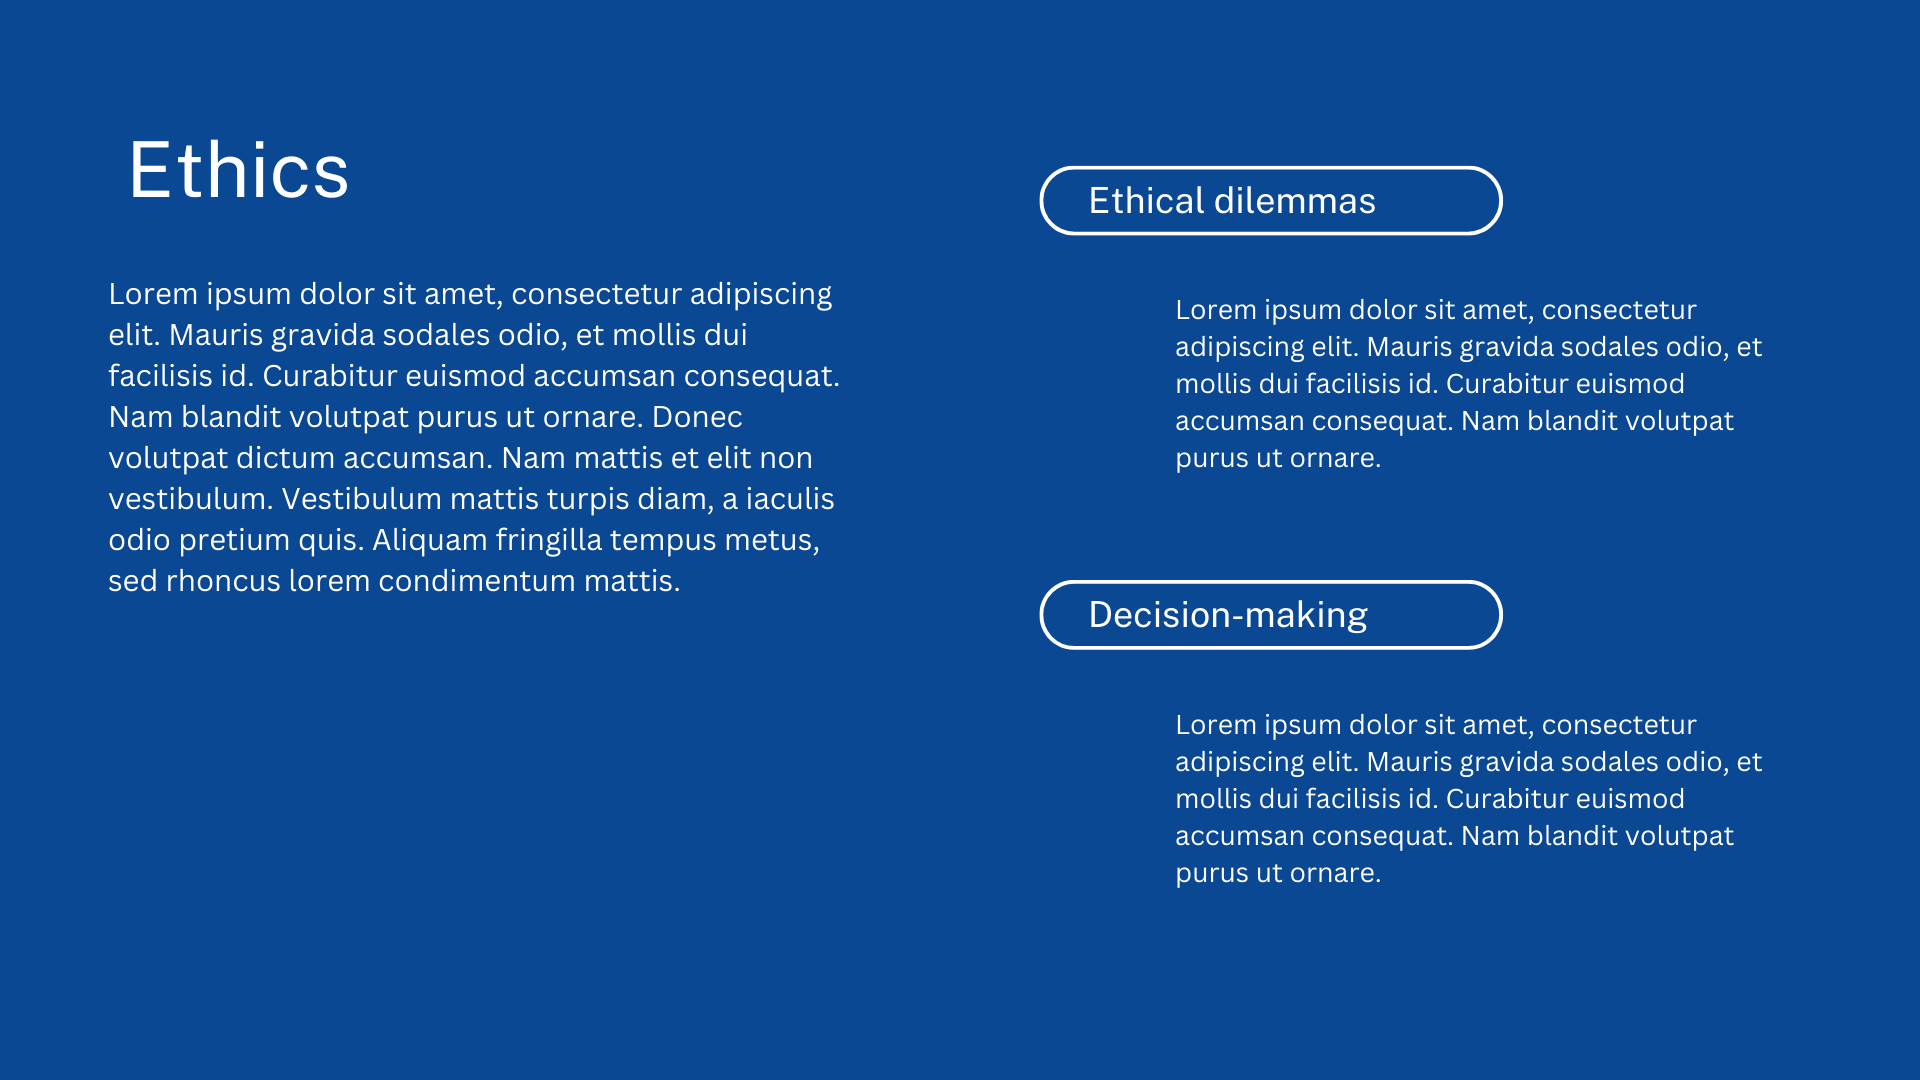 Ethics
Lorem ipsum dolor sit amet, consectetur adipiscing
elit. Mauris gravida sodales odio, et mollis dui
facilisis id. Curabitur euismod accumsan consequat.
Nam blandit volutpat purus ut ornare. Donec
volutpat dictum accumsan. Nam mattis et elit non
vestibulum. Vestibulum mattis turpis diam, a iaculis
odio pretium quis. Aliquam fringilla tempus metus,
sed rhoncus lorem condimentum mattis.
Ethical dilemmas
Lorem ipsum dolor sit amet, consectetur
adipiscing elit. Mauris gravida sodales odio, et
mollis dui facilisis id. Curabitur euismod
accumsan consequat. Nam blandit volutpat
purus ut ornare.
Decision-making
Lorem ipsum dolor sit amet, consectetur
adipiscing elit. Mauris gravida sodales odio, et
mollis dui facilisis id. Curabitur euismod
accumsan consequat. Nam blandit volutpat
purus ut ornare.